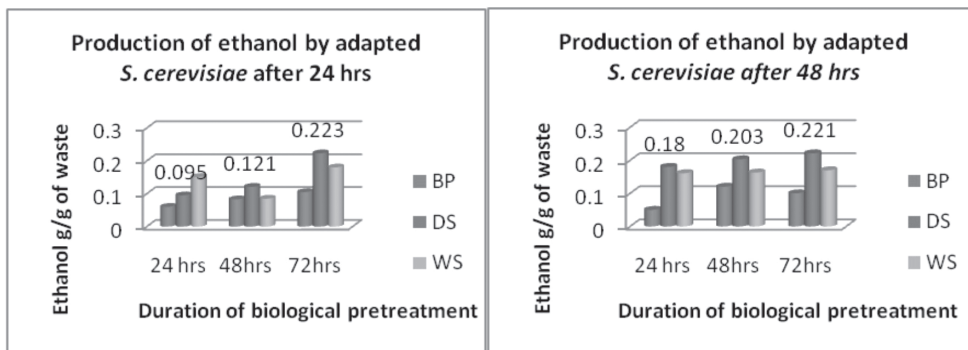 Production of ethanol by adapted
S. cerevisiae after 24 hrs
Ethanol g/g of waste
0.3
0.2
0.1
0
0.095
0.121
0.223
24 hrs
48hrs
72hrs
BP
DS
WS
Duration of biological pretreatment
Production of ethanol by adapted
S. cerevisiae after 48 hrs
Ethanol g/g of waste
0.3
0.2
0.1
0
0.18
0.203
0.221
24 hrs
48hrs
72hrs
BP
DS
WS
Duration of biological pretreatment